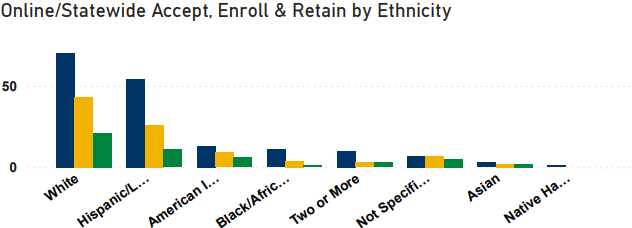 Online/Statewide Accept, Enroll & Retain by Ethnicity
50
0
White
Hispanic/L...
American I...
Black/Afric...
Two or More
Not Specifi...
Asian
Native Ha...